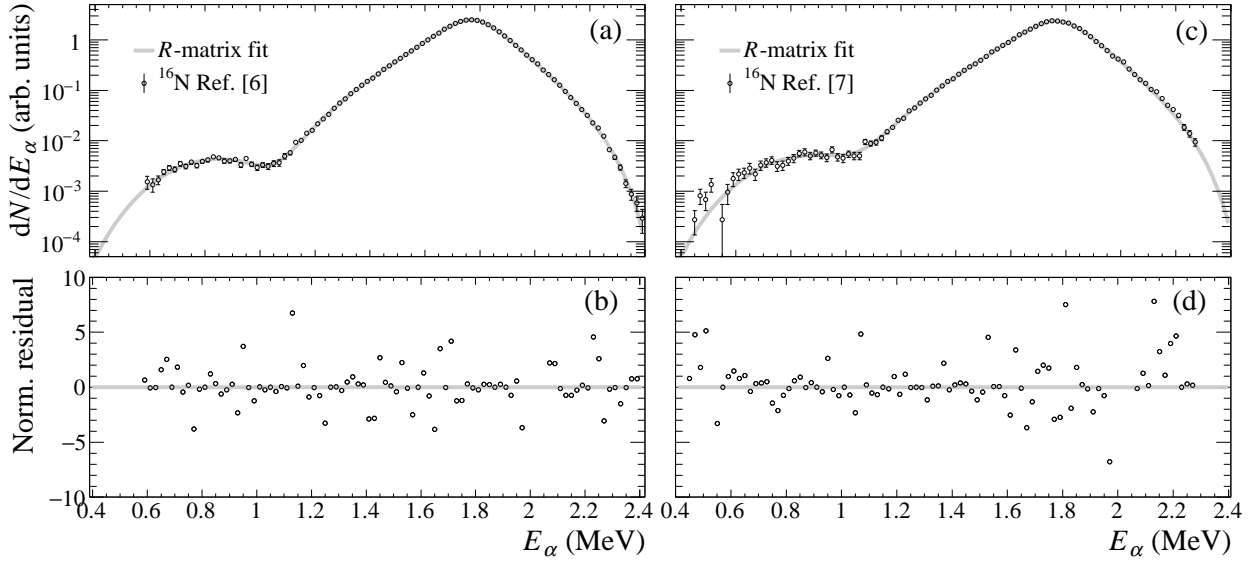 dN/dEα (arb. units)
1
10−1
10−2
10−3
10−4
(a)
R-matrix fit
16N Ref. [6]
(c)
R-matrix fit
16N Ref. [7]
Norm. residual
10
5
0
−5
−10
(b)
(d)
0.4 0.6 0.8 1 1.2 1.4 1.6 1.8 2 2.2 2.4
Eα (MeV)
0.4 0.6 0.8 1 1.2 1.4 1.6 1.8 2 2.2 2.4
Eα (MeV)